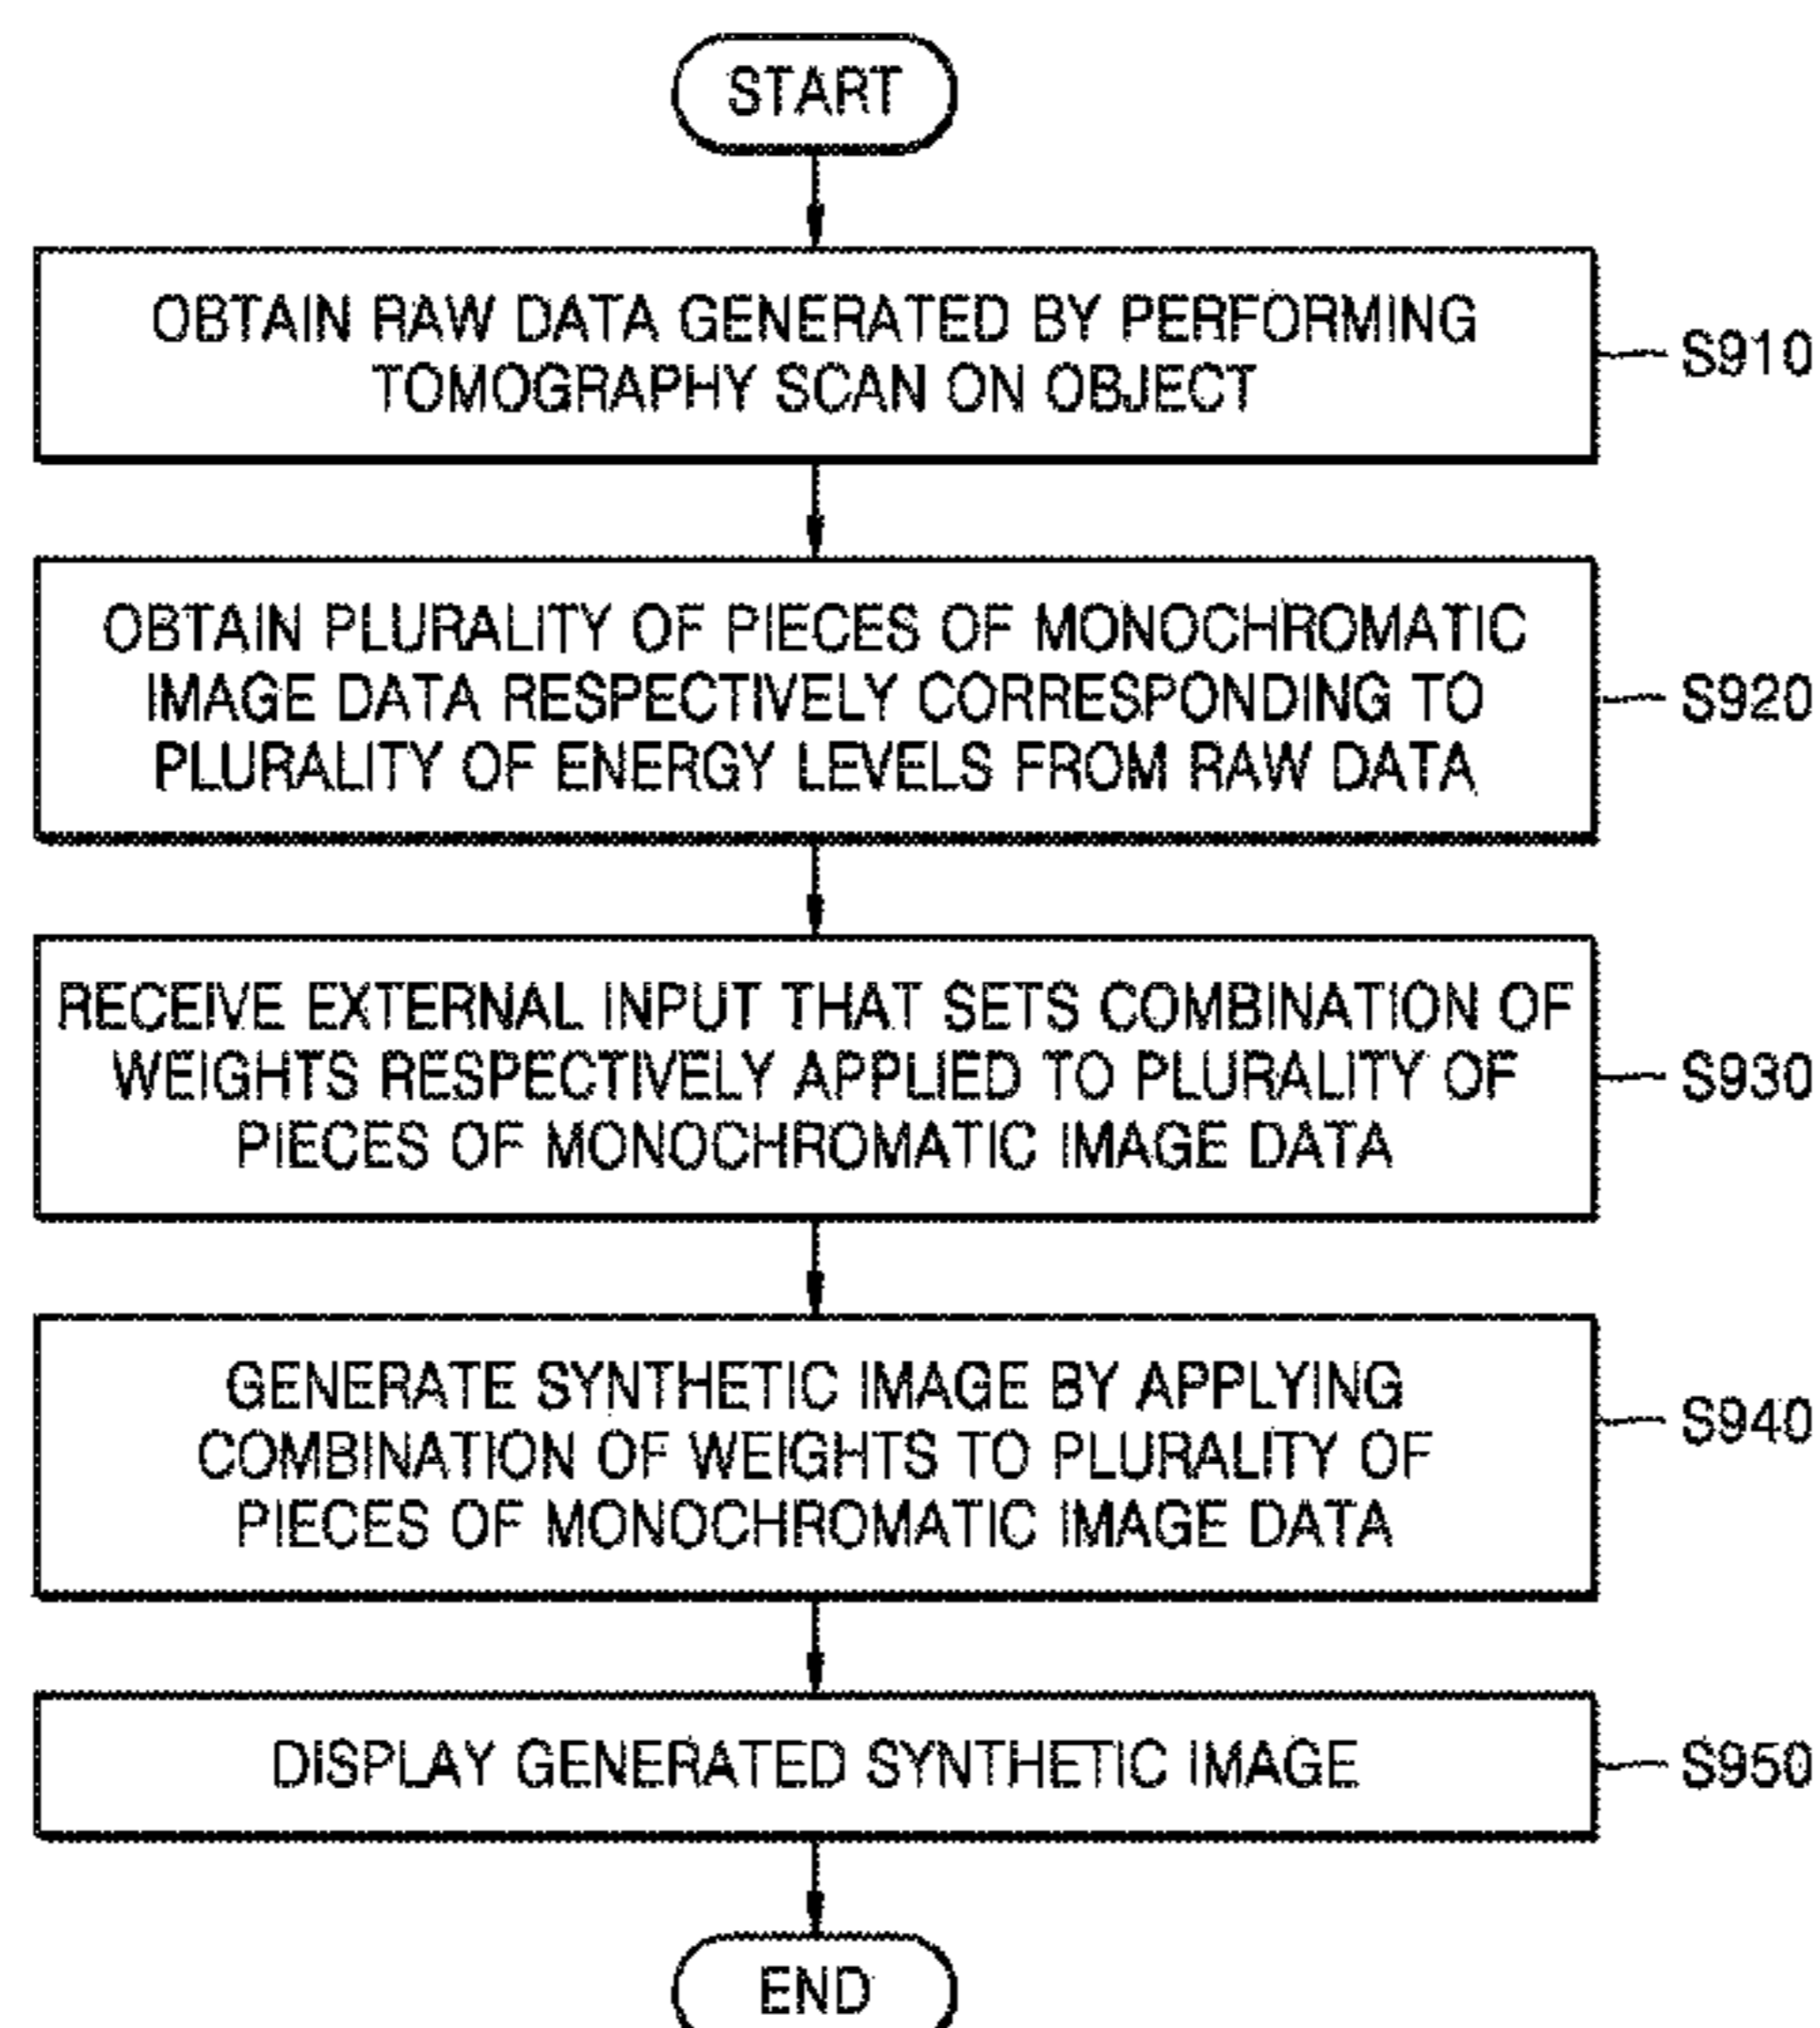 START
OBTAIN RAW DATA GENERATED BY PERFORMING
TOMOGRAPHY SCAN ON OBJECT
S910
OBTAIN PLURALITY OF PIECES OF MONOCHROMATIC
IMAGE DATA RESPECTIVELY CORRESPONDING TO
PLURALITY OF ENERGY LEVELS FROM RAW DATA
S920
RECEIVE EXTERNAL INPUT THAT SETS COMBINATION OF
WEIGHTS RESPECTIVELY APPLIED TO PLURALITY OF
PIECES OF MONOCHROMATIC IMAGE DATA
S930
GENERATE SYNTHETIC IMAGE BY APPLYING
COMBINATION OF WEIGHTS TO PLURALITY OF
PIECES OF MONOCHROMATIC IMAGE DATA
S940
DISPLAY GENERATED SYNTHETIC IMAGE
S950
END